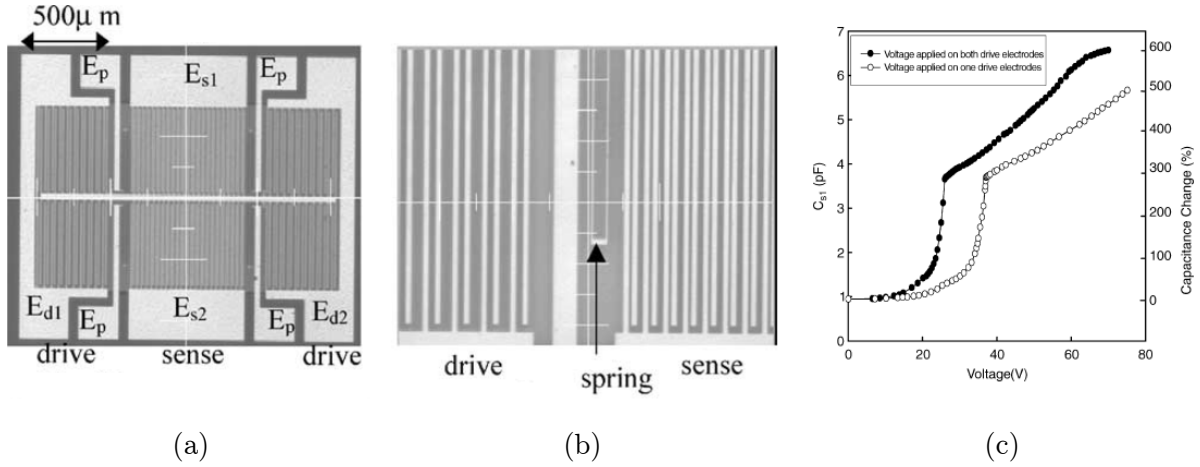 500μ m
E_p
E_s1
E_p
E_d1
E_p
E_s2
E_p
E_d2
drive
sense
drive
(a)
drive
spring
sense
(b)
Voltage applied on both drive electrodes
Voltage applied on one drive electrodes
7
6
5
4
3
2
1
0
C_s1 (pF)
600
500
400
300
200
100
0
Capacitance Change (%)
0
20
40
60
80
Voltage(V)
(c)